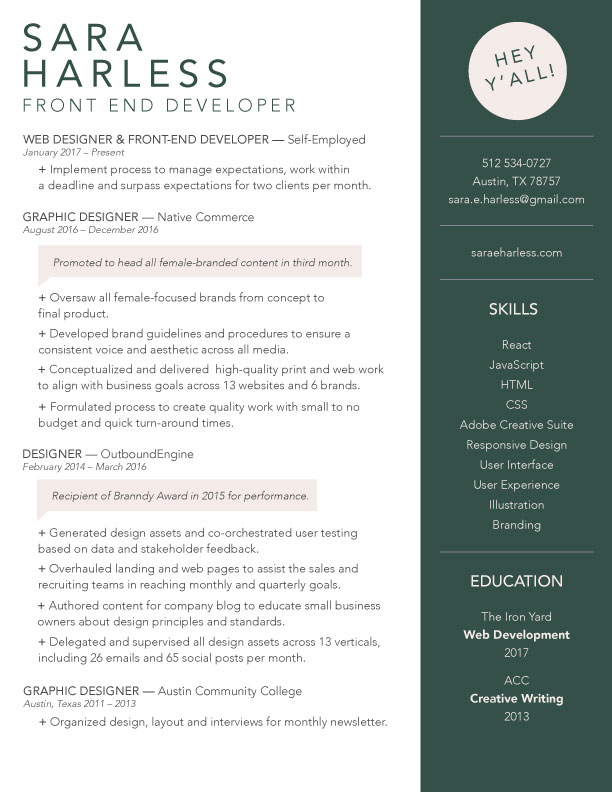 SARA
HARLESS
FRONT END DEVELOPER
WEB DESIGNER & FRONT-END DEVELOPER — Self-Employed
January 2017 – Present
+ Implement process to manage expectations, work within
a deadline and surpass expectations for two clients per month.
GRAPHIC DESIGNER — Native Commerce
August 2016 – December 2016
Promoted to head all female-branded content in third month.
+ Oversaw all female-focused brands from concept to
final product.
+ Developed brand guidelines and procedures to ensure a
consistent voice and aesthetic across all media.
+ Conceptualized and delivered  high-quality print and web work
to align with business goals across 13 websites and 6 brands.
+ Formulated process to create quality work with small to no
budget and quick turn-around times.
DESIGNER — OutboundEngine
February 2014 – March 2016
Recipient of Branndy Award in 2015 for performance.
+ Generated design assets and co-orchestrated user testing
based on data and stakeholder feedback.
+ Overhauled landing and web pages to assist the sales and
recruiting teams in reaching monthly and quarterly goals.
+ Authored content for company blog to educate small business
owners about design principles and standards.
+ Delegated and supervised all design assets across 13 verticals,
including 26 emails and 65 social posts per month.
GRAPHIC DESIGNER — Austin Community College
Austin, Texas 2011 – 2013
+ Organized design, layout and interviews for monthly newsletter.
HEY
Y'ALL!
512 534-0727
Austin, TX 78757
sara.e.harless@gmail.com
saraeharless.com
SKILLS
React
JavaScript
HTML
CSS
Adobe Creative Suite
Responsive Design
User Interface
User Experience
Illustration
Branding
EDUCATION
The Iron Yard
Web Development
2017
ACC
Creative Writing
2013